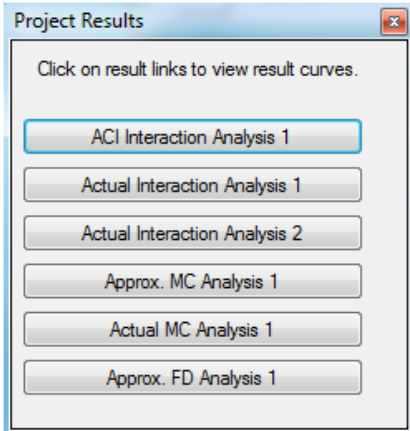 Project Results
Click on result links to view result curves.
ACI Interaction Analysis 1
Actual Interaction Analysis 1
Actual Interaction Analysis 2
Approx. MC Analysis 1
Actual MC Analysis 1
Approx. FD Analysis 1